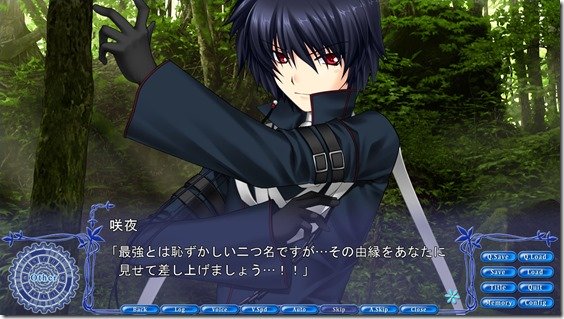 咲夜
「最強とは恥ずかしい二つ名ですが…その由縁をあなたに
見せて差し上げましょう…！！」
Other
Q.Save
Q.Load
Save
Load
Title
Quit
Memory
Config
Back
Log
Voice
V.Spd
Auto
Skip
A.Skip
Close